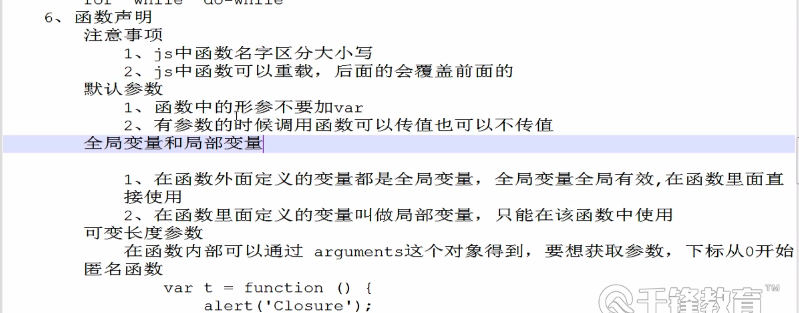 for while do-while
6、函数声明
注意事项
1、js中函数名字区分大小写
2、js中函数可以重载，后面的会覆盖前面的
默认参数
1、函数中的形参不要加var
2、有参数的时候调用函数可以传值也可以不传值
全局变量和局部变量
1、在函数外面定义的变量都是全局变量，全局变量全局有效,在函数里面直
接使用
2、在函数里面定义的变量叫做局部变量，只能在该函数中使用
可变长度参数
在函数内部可以通过 arguments这个对象得到，要想获取参数，下标从0开始
匿名函数
var t = function () {
alert('Closure');
千锋教育™